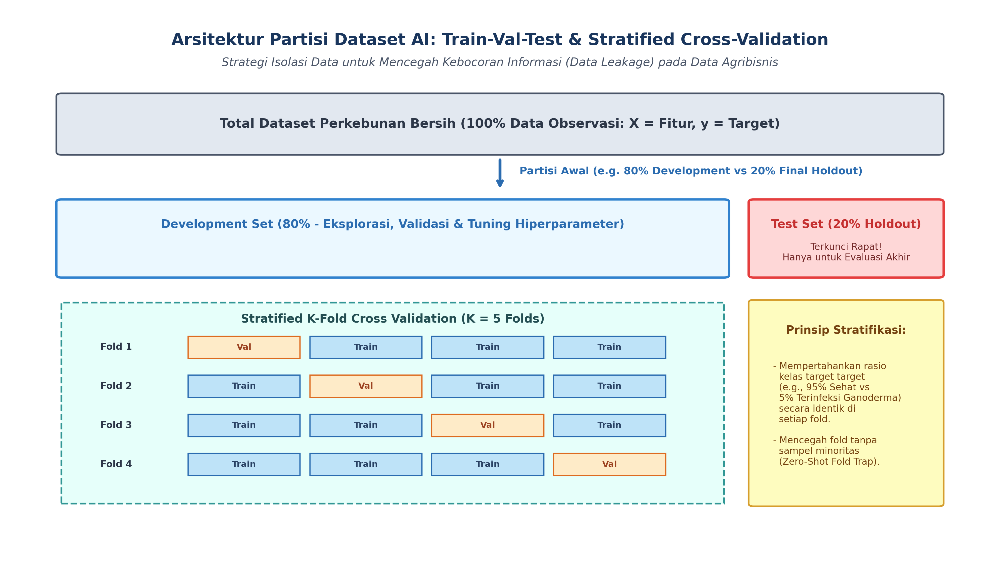 Arsitektur Partisi Dataset AI: Train-Val-Test & Stratified Cross-Validation
Strategi Isolasi Data untuk Mencegah Kebocoran Informasi (Data Leakage) pada Data Agribisnis
Total Dataset Perkebunan Bersih (100% Data Observasi: X = Fitur, y = Target)
Partisi Awal (e.g. 80% Development vs 20% Final Holdout)
Development Set (80% - Eksplorasi, Validasi & Tuning Hiperparameter)
Test Set (20% Holdout)
Terkunci Rapat!
Hanya untuk Evaluasi Akhir
Stratified K-Fold Cross Validation (K = 5 Folds)
Fold 1 Val Train Train Train
Fold 2 Train Val Train Train
Fold 3 Train Train Val Train
Fold 4 Train Train Train Val
Prinsip Stratifikasi:
- Mempertahankan rasio
kelas target target
(e.g., 95% Sehat vs
5% Terinfeksi Ganoderma)
secara identik di
setiap fold.
- Mencegah fold tanpa
sampel minoritas
(Zero-Shot Fold Trap).